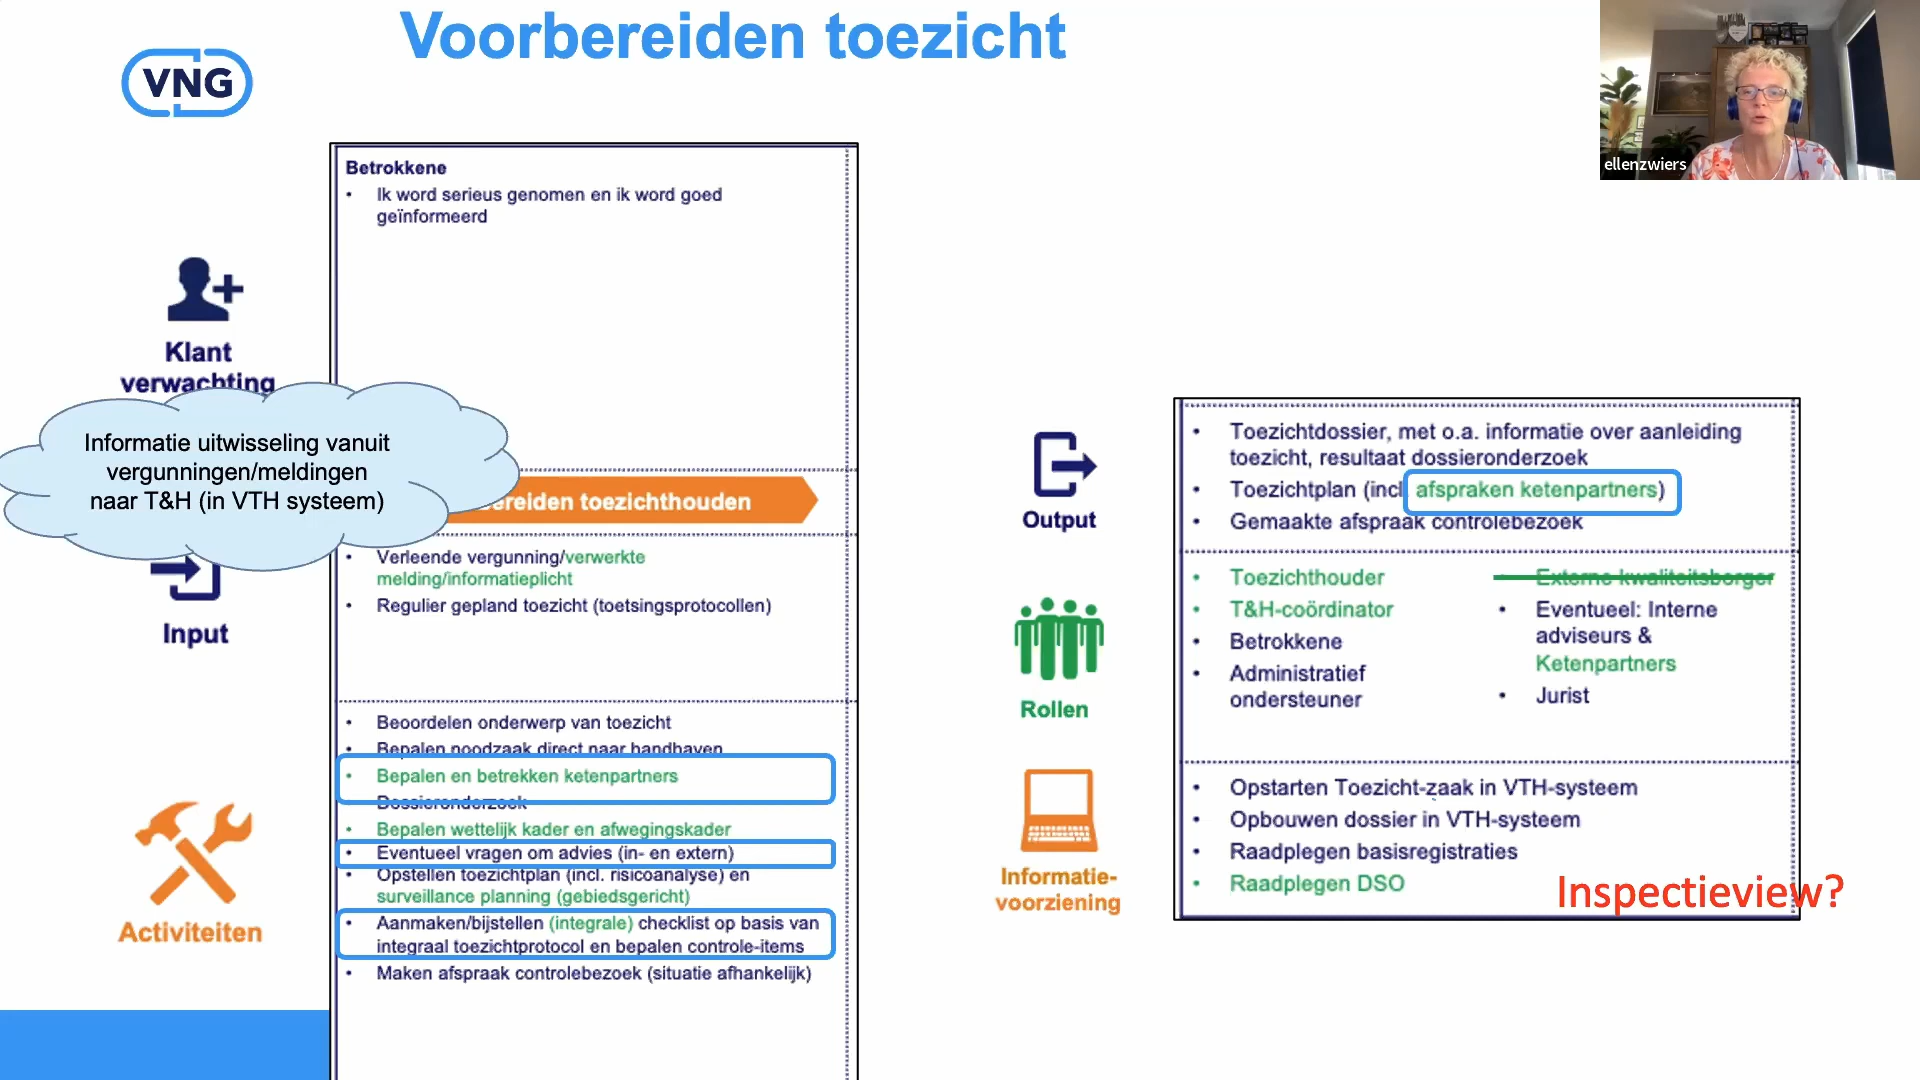 Voorbereiden toezicht
VNG
ellenzwiers
Betrokkene
• Ik word serieus genomen en ik word goed
geïnformeerd
Klant
verwachting
Informatie uitwisseling vanuit
vergunningen/meldingen
naar T&H (in VTH systeem)
ereiden toezichthouden
• Verleende vergunning/verwerkte
melding/informatieplicht
• Regulier gepland toezicht (toetsingsprotocollen)
Input
• Beoordelen onderwerp van toezicht
• Bepalen noodzaak direct naar handhaven
• Bepalen en betrekken ketenpartners
Dossieronderzoek
• Bepalen wettelijk kader en afwegingskader
• Eventueel vragen om advies (in- en extern)
• Opstellen toezichtplan (incl. risicoanalyse) en
surveillance planning (gebiedsgericht)
• Aanmaken/bijstellen (integrale) checklist op basis van
integraal toezichtprotocol en bepalen controle-items
• Maken afspraak controlebezoek (situatie afhankelijk)
Activiteiten
• Toezichtdossier, met o.a. informatie over aanleiding
toezicht, resultaat dossieronderzoek
• Toezichtplan (incl afspraken ketenpartners)
• Gemaakte afspraak controlebezoek
Output
• Toezichthouder
• T&H-coördinator
• Betrokkene
• Administratief
ondersteuner
• Externe kwaliteitsborger
• Eventueel: Interne
adviseurs &
Ketenpartners
• Jurist
Rollen
• Opstarten Toezicht-zaak in VTH-systeem
• Opbouwen dossier in VTH-systeem
• Raadplegen basisregistraties
• Raadplegen DSO
Informatie-
voorziening
Inspectieview?